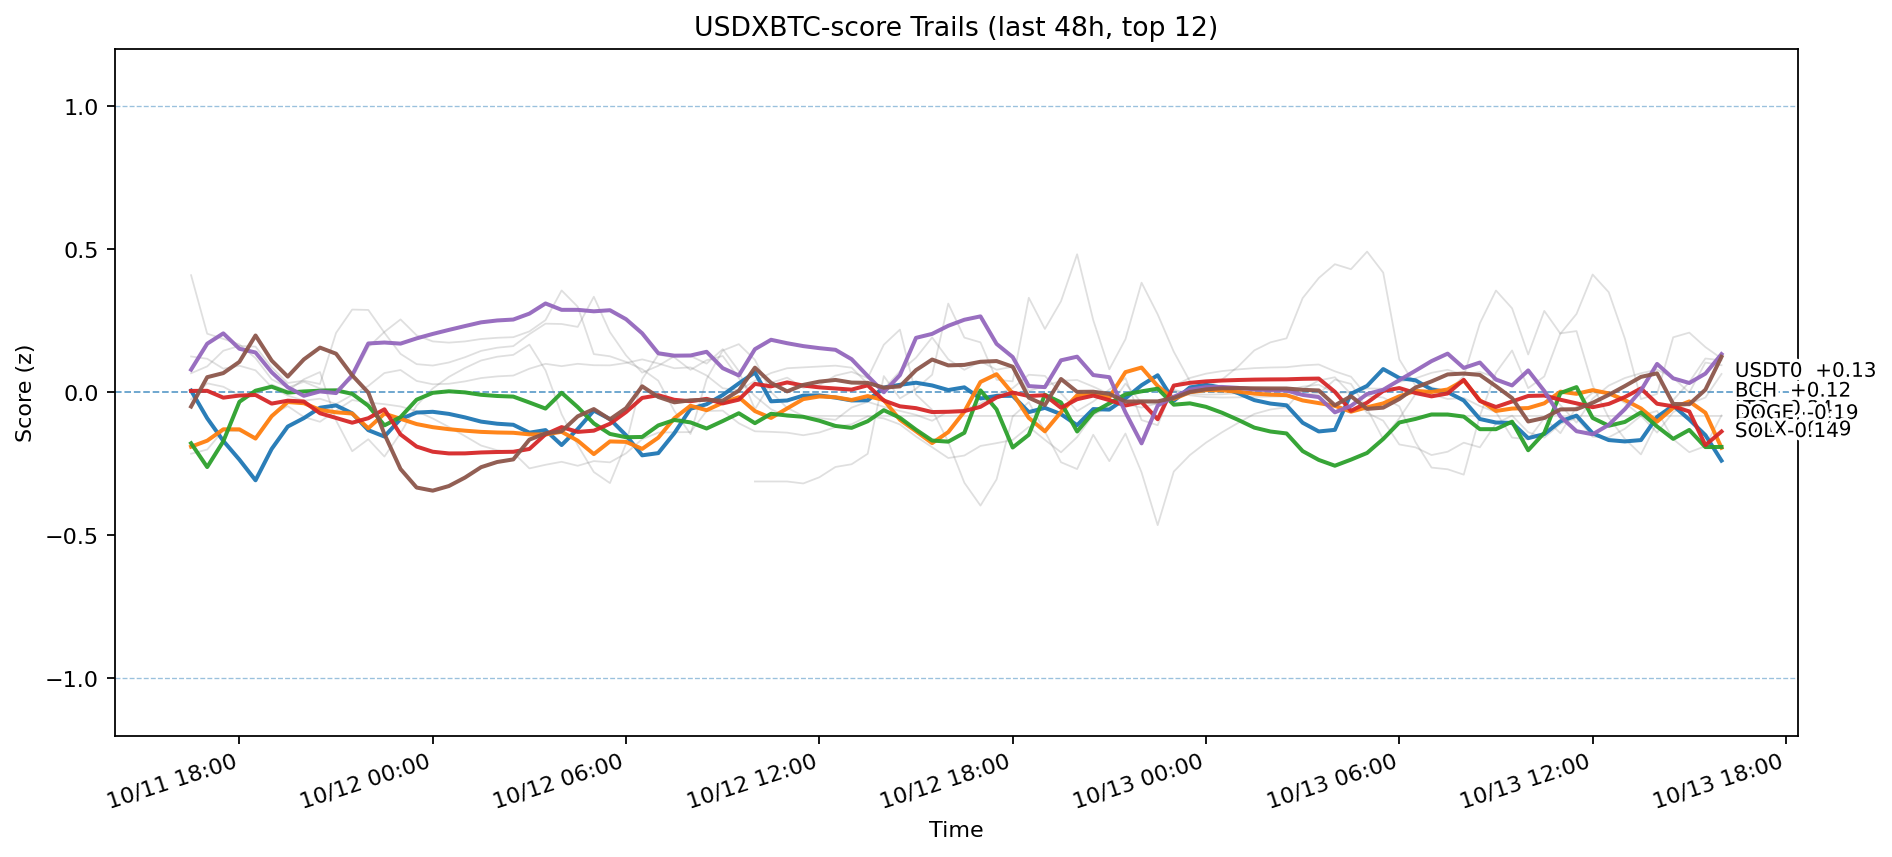 USDXBTC-score Trails (last 48h, top 12)
Score (z)
1.0
0.5
0.0
−0.5
−1.0
USDT0 +0.13
BCH +0.12
10/11 18:00
10/12 00:00
10/12 06:00
10/12 12:00
10/12 18:00
10/13 00:00
10/13 06:00
10/13 12:00
10/13 18:00
Time